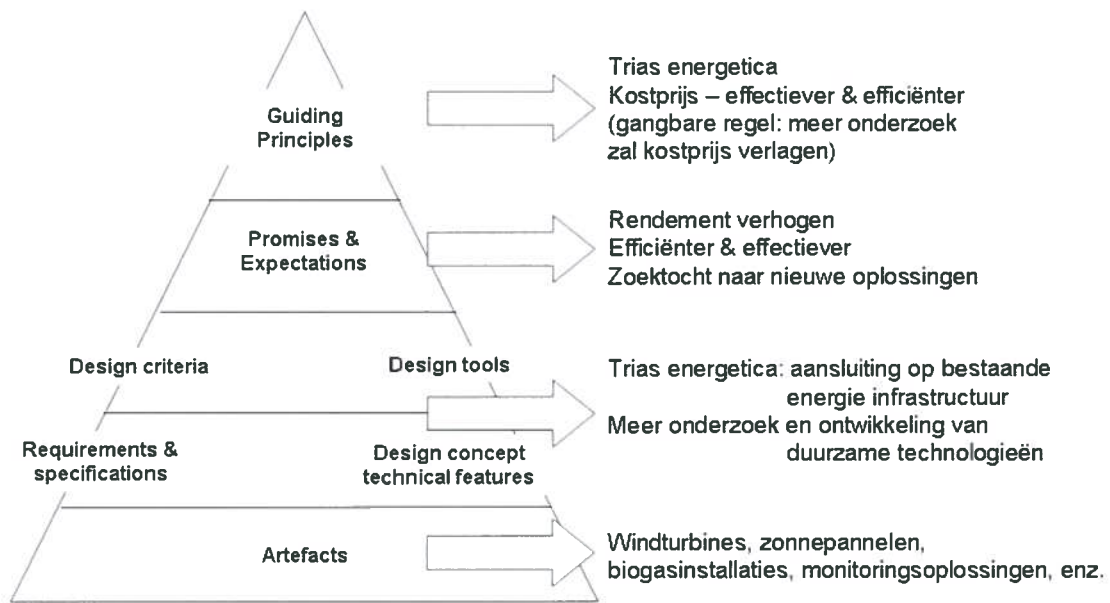 Guiding
Principles
Trias energetica
Kostprijs – effectiever & efficiënter
(gangbare regel: meer onderzoek
zal kostprijs verlagen)
Promises &
Expectations
Rendement verhogen
Efficiënter & effectiever
Zoektocht naar nieuwe oplossingen
Design criteria
Design tools
Requirements &
specifications
Design concept
technical features
Trias energetica: aansluiting op bestaande
energie infrastructuur
Meer onderzoek en ontwikkeling van
duurzame technologieën
Artefacts
Windturbines, zonnepannelen,
biogasinstallaties, monitoringsoplossingen, enz.